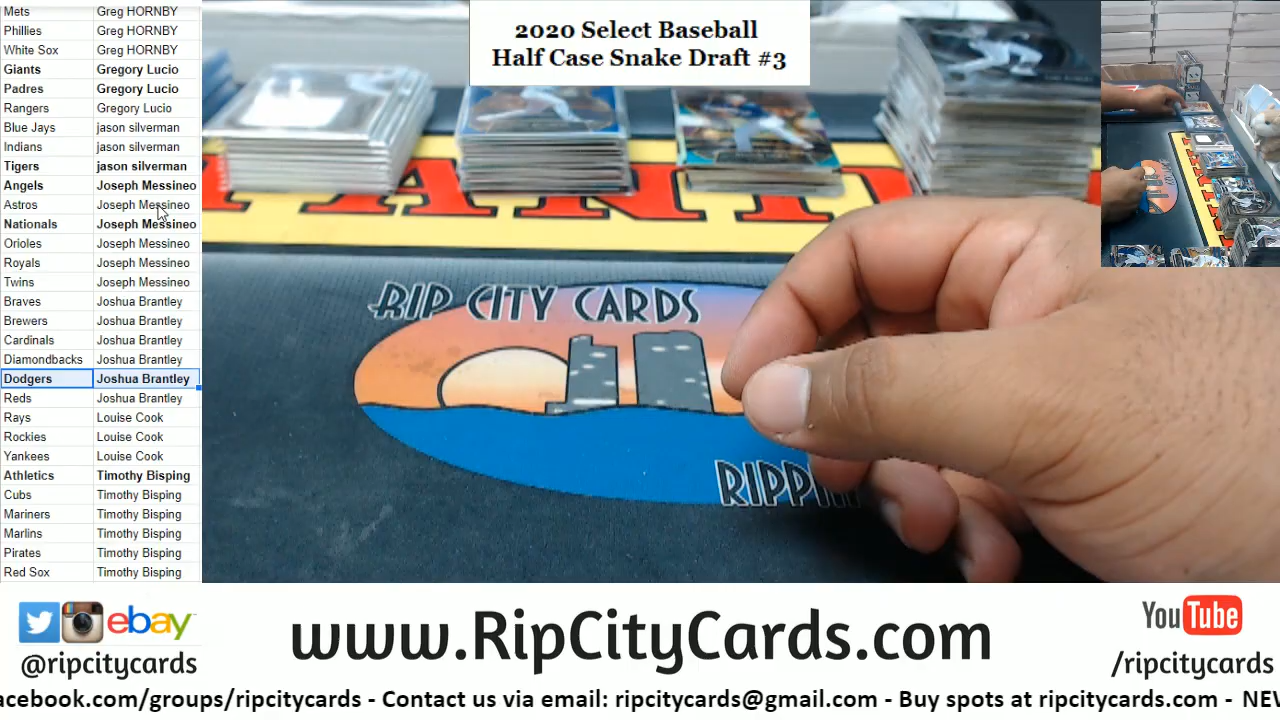 Mets Greg HORNBY
Phillies Greg HORNBY
White Sox Greg HORNBY
Giants Gregory Lucio
Padres Gregory Lucio
Rangers Gregory Lucio
Blue Jays jason silverman
Indians jason silverman
Tigers jason silverman
Angels Joseph Messineo
Astros Joseph Messineo
Nationals Joseph Messineo
Orioles Joseph Messineo
Royals Joseph Messineo
Twins Joseph Messineo
Braves Joshua Brantley
Brewers Joshua Brantley
Cardinals Joshua Brantley
Diamondbacks Joshua Brantley
Dodgers Joshua Brantley
Reds Joshua Brantley
Rays Louise Cook
Rockies Louise Cook
Yankees Louise Cook
Athletics Timothy Bisping
Cubs Timothy Bisping
Mariners Timothy Bisping
Marlins Timothy Bisping
Pirates Timothy Bisping
Red Sox Timothy Bisping
2020 Select Baseball
Half Case Snake Draft #3
RIP CITY CARDS
RIPPI
ebay
@ripcitycards
www.RipCityCards.com
YouTube
/ripcitycards
acebook.com/groups/ripcitycards - Contact us via email: ripcitycards@gmail.com - Buy spots at ripcitycards.com - NEV